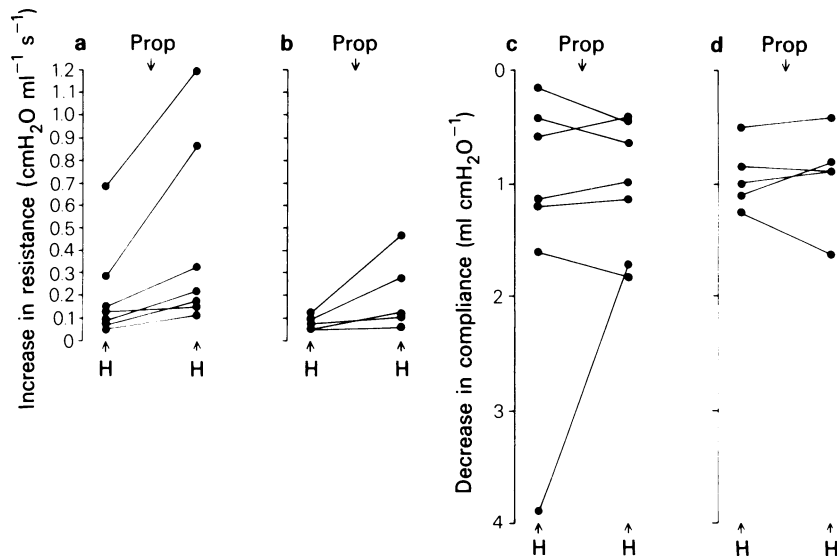 a Prop
b Prop
c Prop
d Prop
Increase in resistance (cmH₂O ml⁻¹ s⁻¹)
1.2
1.1
1.0
0.9
0.8
0.7
0.6
0.5
0.4
0.3
0.2
0.1
0
H H
H H
Decrease in compliance (ml cmH₂O⁻¹)
0
1
2
3
4
H H
H H